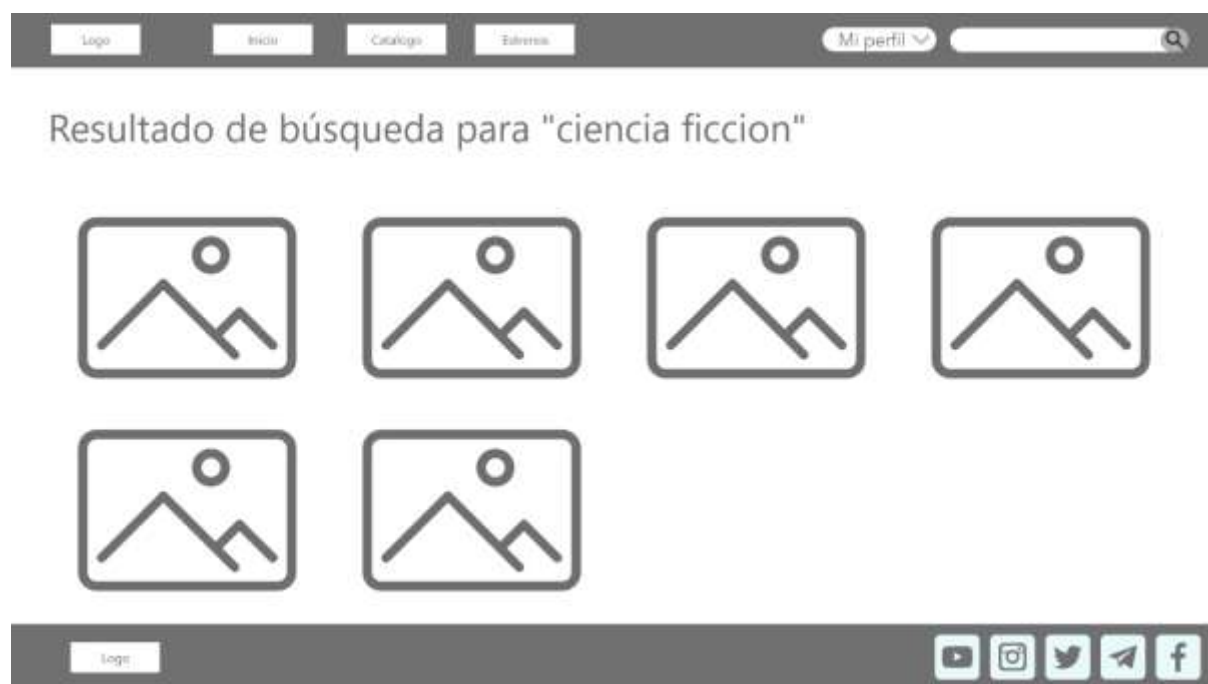 Logo
Inicio
Catalogo
Estrenos
Mi perfil
Resultado de búsqueda para "ciencia ficcion"
Logo